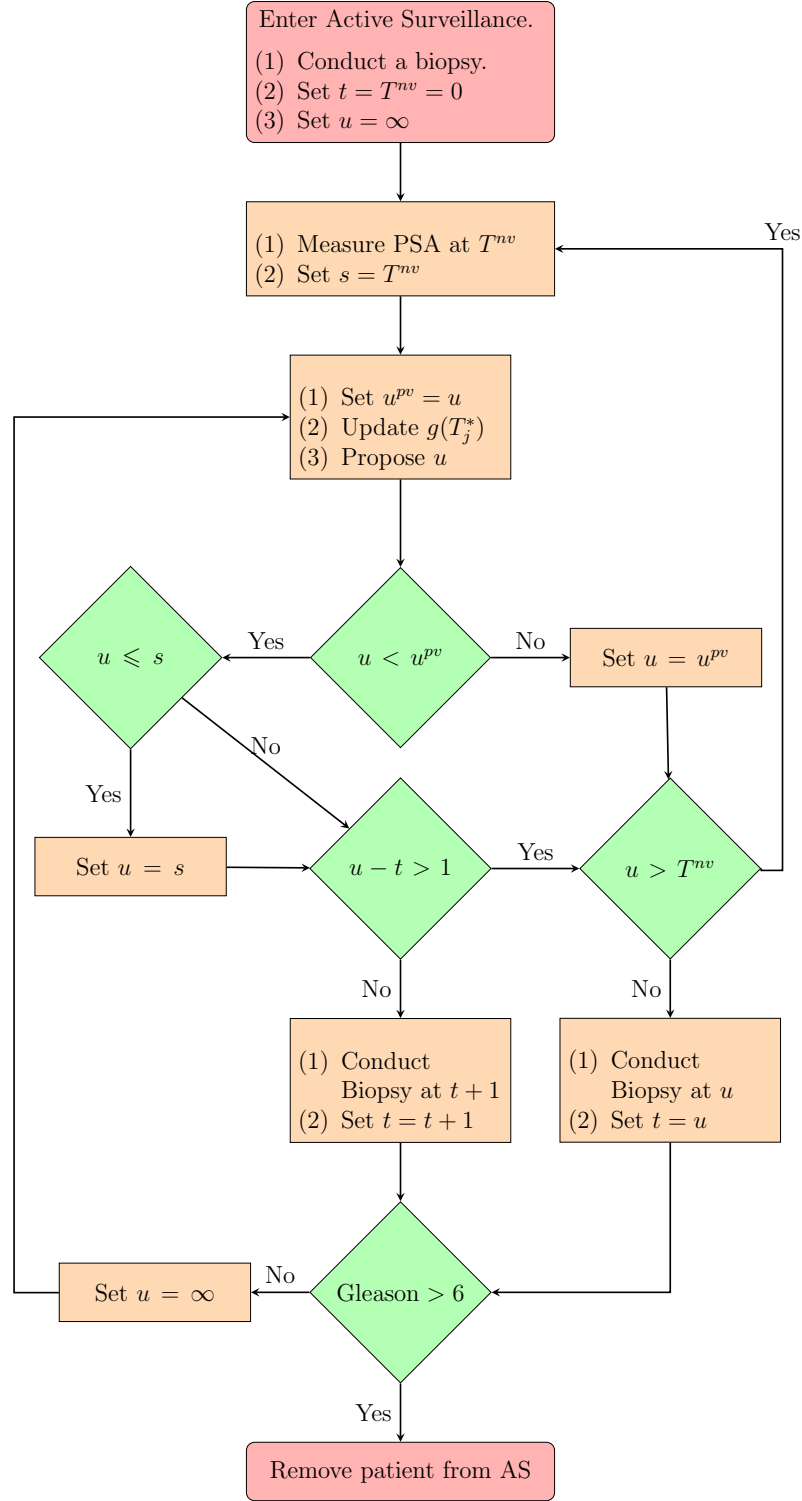 Enter Active Surveillance.
(1) Conduct a biopsy.
(2) Set t = T^{nv} = 0
(3) Set u = ∞
Yes
(1) Measure PSA at T^{nv}
(2) Set s = T^{nv}
(1) Set u^{pv} = u
(2) Update g(T_j^*)
(3) Propose u
u ⩽ s
Yes
u < u^{pv}
No
Set u = u^{pv}
No
Yes
Set u = s
u − t > 1
Yes
u > T^{nv}
No
No
(1) Conduct
Biopsy at t + 1
(2) Set t = t + 1
(1) Conduct
Biopsy at u
(2) Set t = u
Set u = ∞
No
Gleason > 6
Yes
Remove patient from AS